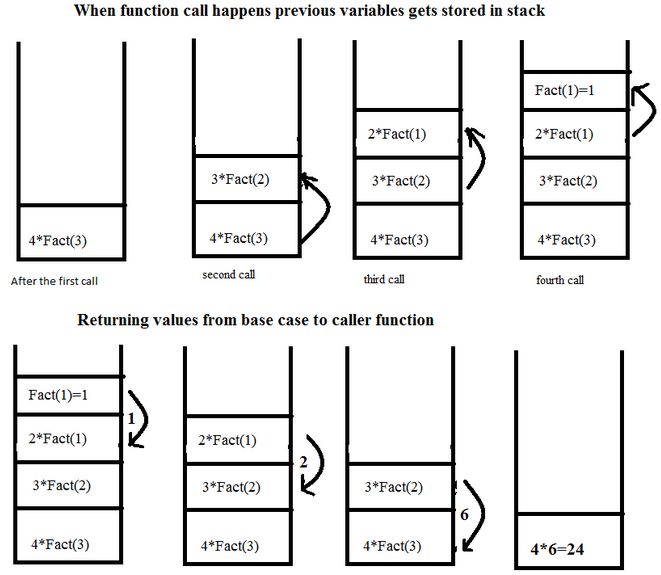 When function call happens previous variables gets stored in stack
Fact(1)=1
2*Fact(1)
2*Fact(1)
3*Fact(2)
3*Fact(2)
3*Fact(2)
4*Fact(3)
4*Fact(3)
4*Fact(3)
4*Fact(3)
After the first call
second call
third call
fourth call
Returning values from base case to caller function
Fact(1)=1
1
2*Fact(1)
2*Fact(1)
2
3*Fact(2)
3*Fact(2)
3*Fact(2)
6
4*Fact(3)
4*Fact(3)
4*Fact(3)
4*6=24